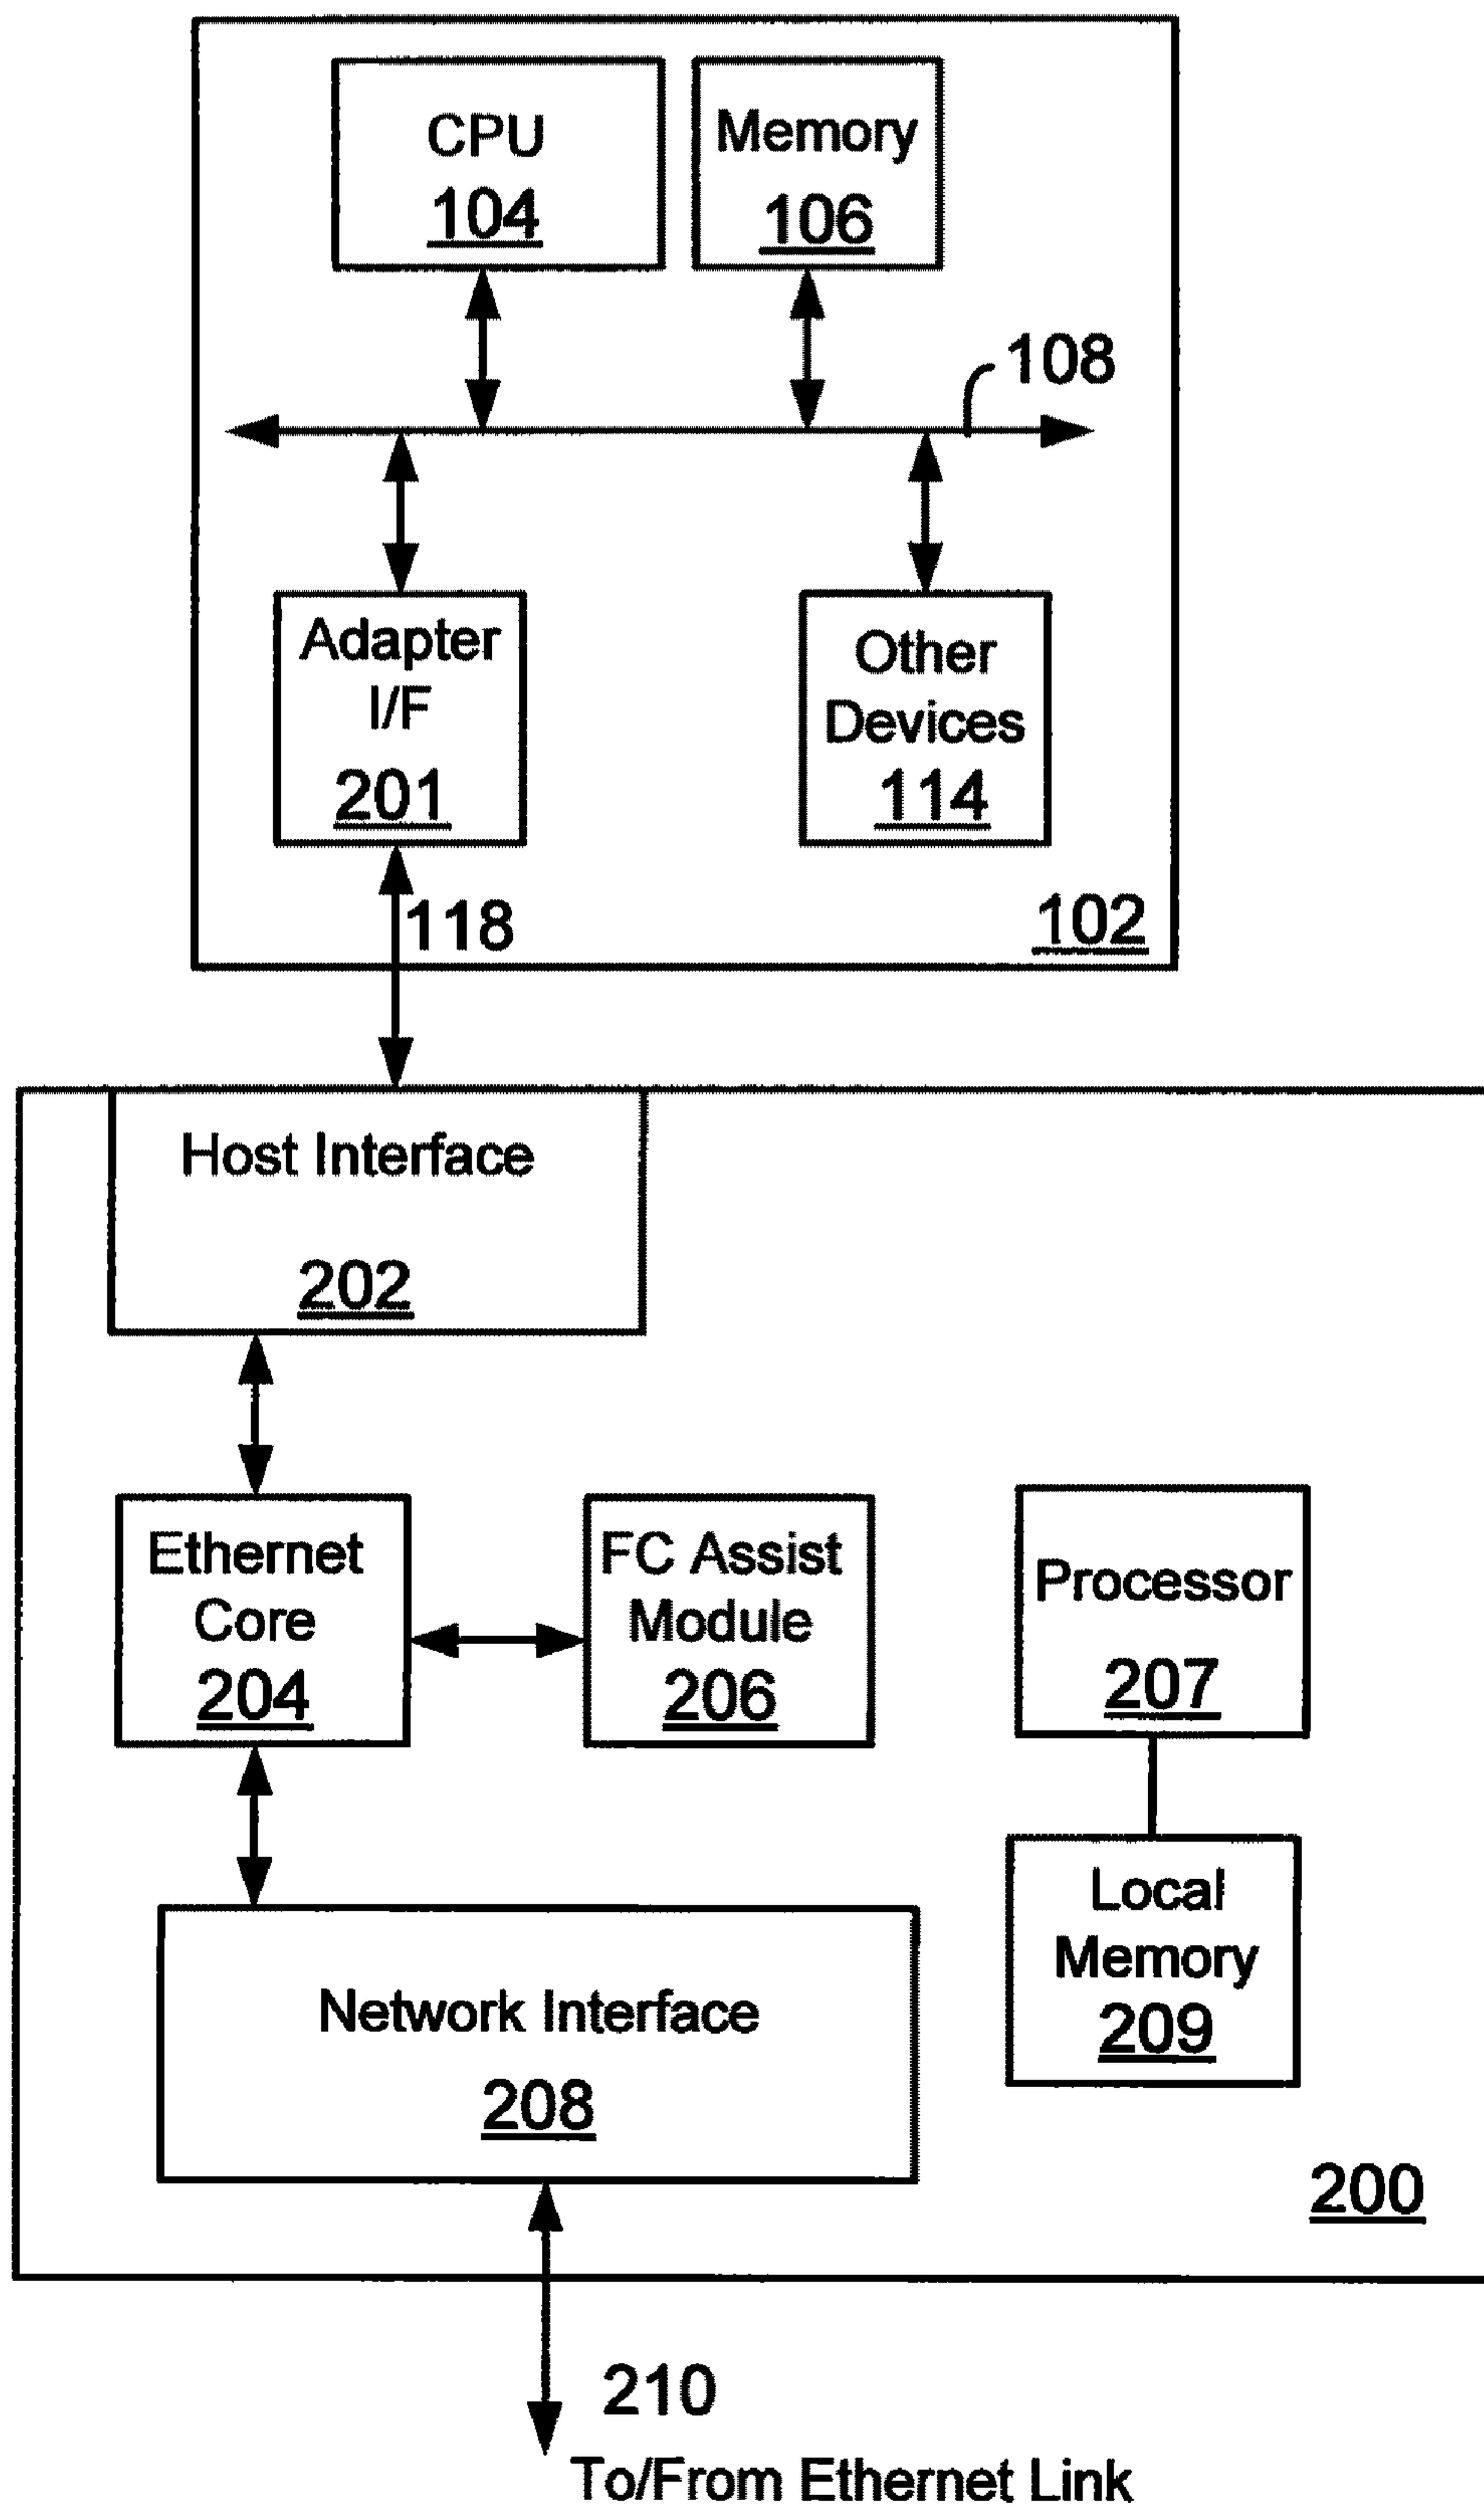 CPU
104
Memory
106
108
Adapter
I/F
201
Other
Devices
114
118
102
Host Interface
202
Ethernet
Core
204
FC Assist
Module
206
Processor
207
Local
Memory
209
Network Interface
208
200
210
To/From Ethernet Link